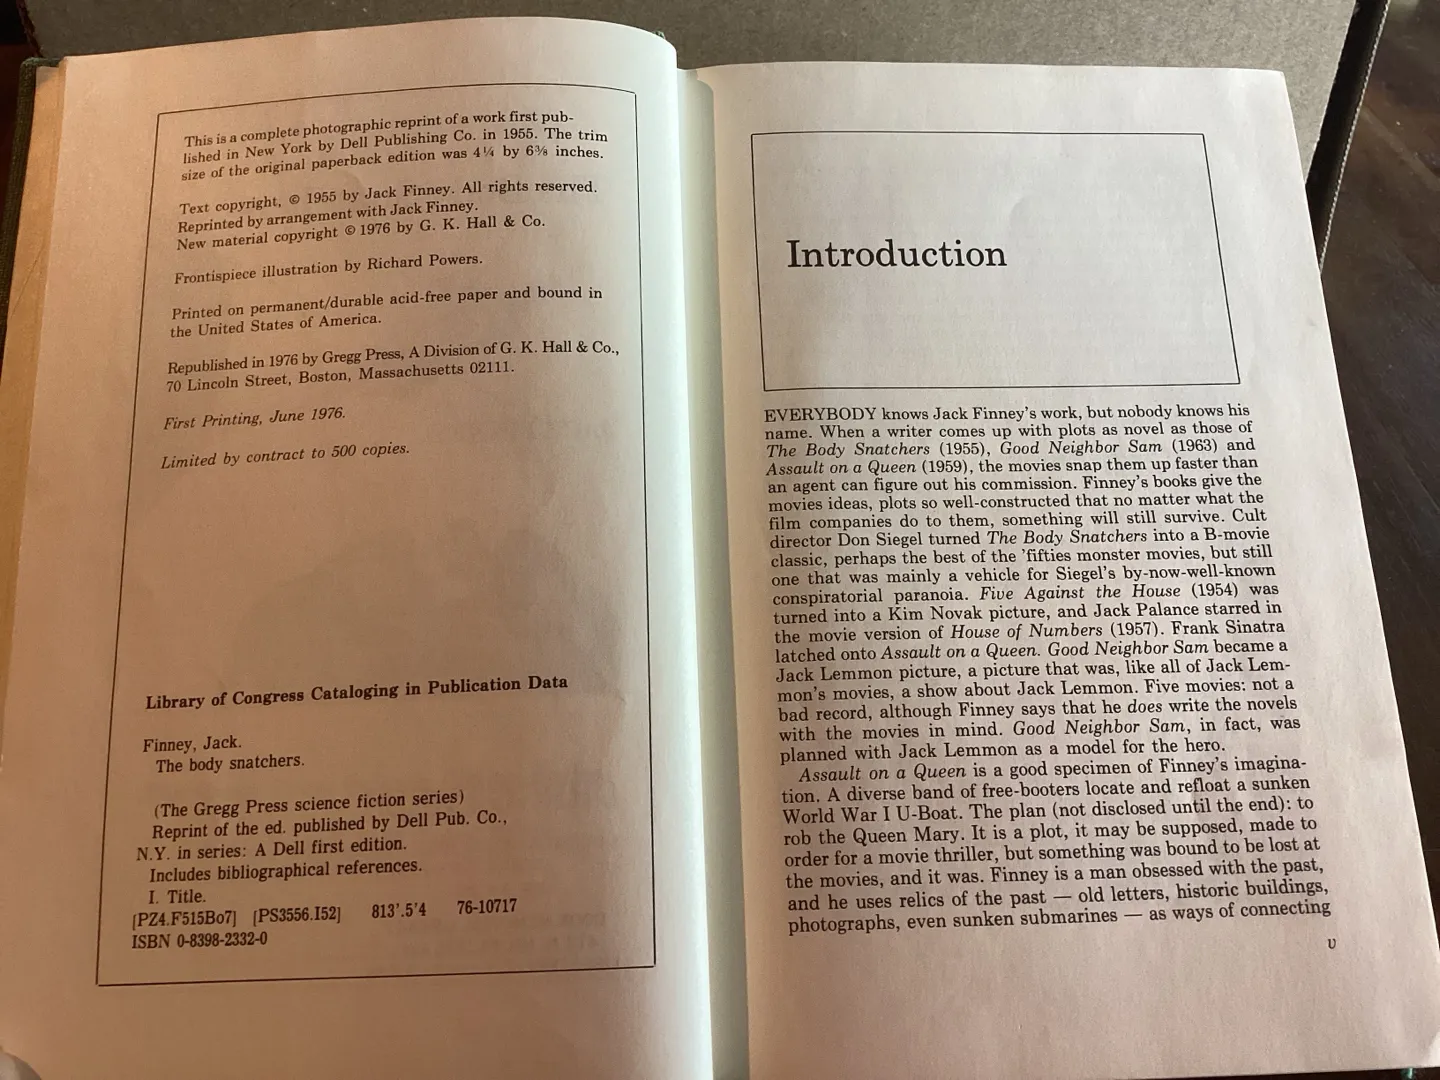 This is a complete photographic reprint of a work first pub-
lished in New York by Dell Publishing Co. in 1955. The trim
size of the original paperback edition was 4¼ by 6⅜ inches.
Text copyright, © 1955 by Jack Finney. All rights reserved.
Reprinted by arrangement with Jack Finney.
New material copyright © 1976 by G. K. Hall & Co.
Frontispiece illustration by Richard Powers.
Printed on permanent/durable acid-free paper and bound in
the United States of America.
Republished in 1976 by Gregg Press, A Division of G. K. Hall & Co.,
70 Lincoln Street, Boston, Massachusetts 02111.
First Printing, June 1976.
Limited by contract to 500 copies.
Library of Congress Cataloging in Publication Data
Finney, Jack.
The body snatchers.
(The Gregg Press science fiction series)
Reprint of the ed. published by Dell Pub. Co.,
N.Y. in series: A Dell first edition.
Includes bibliographical references.
I. Title.
[PZ4.F515Bo7] [PS3556.I52] 813'.5'4 76-10717
ISBN 0-8398-2332-0
Introduction
EVERYBODY knows Jack Finney's work, but nobody knows his
name. When a writer comes up with plots as novel as those of
The Body Snatchers (1955), Good Neighbor Sam (1963) and
Assault on a Queen (1959), the movies snap them up faster than
an agent can figure out his commission. Finney's books give the
movies ideas, plots so well-constructed that no matter what the
film companies do to them, something will still survive. Cult
director Don Siegel turned The Body Snatchers into a B-movie
classic, perhaps the best of the 'fifties monster movies, but still
one that was mainly a vehicle for Siegel's by-now-well-known
conspiratorial paranoia. Five Against the House (1954) was
turned into a Kim Novak picture, and Jack Palance starred in
the movie version of House of Numbers (1957). Frank Sinatra
latched onto Assault on a Queen. Good Neighbor Sam became a
Jack Lemmon picture, a picture that was, like all of Jack Lem-
mon's movies, a show about Jack Lemmon. Five movies: not a
bad record, although Finney says that he does write the novels
with the movies in mind. Good Neighbor Sam, in fact, was
planned with Jack Lemmon as a model for the hero.
Assault on a Queen is a good specimen of Finney's imagina-
tion. A diverse band of free-booters locate and refloat a sunken
World War I U-Boat. The plan (not disclosed until the end): to
rob the Queen Mary. It is a plot, it may be supposed, made to
order for a movie thriller, but something was bound to be lost at
the movies, and it was. Finney is a man obsessed with the past,
and he uses relics of the past — old letters, historic buildings,
photographs, even sunken submarines — as ways of connecting
v